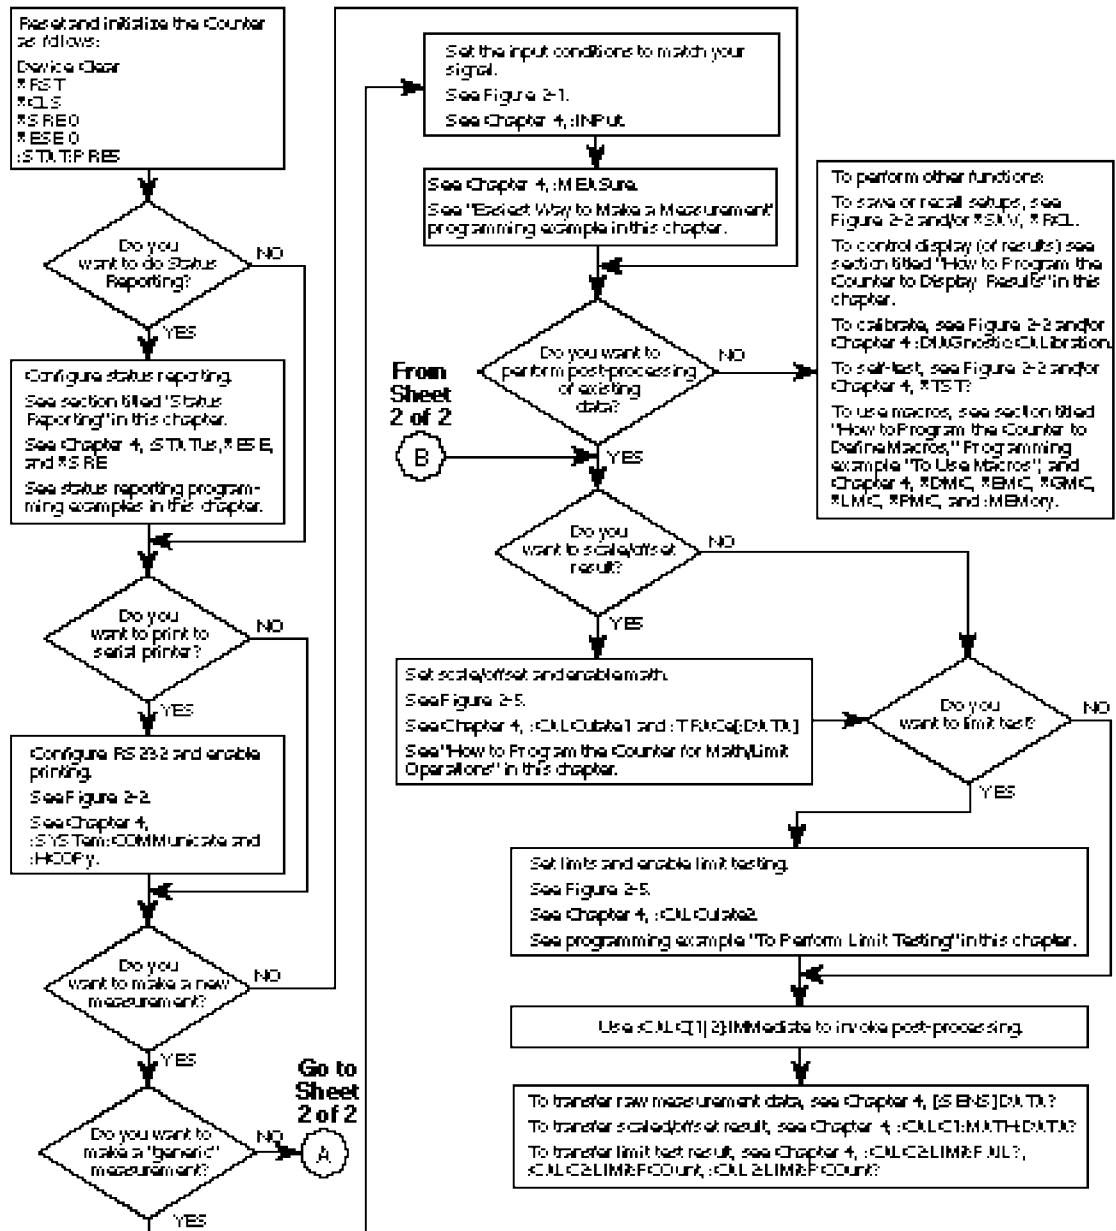 Reset and initialize the Counter
as follows:
Device Clear
*RST
*CLS
*SRE 0
*ESE 0
:STAT:PRES
Do you
want to do Status
Reporting?
NO
YES
Configure status reporting.
See section titled "Status
Reporting" in this chapter.
See Chapter 4, :STATus, *ESE,
and *SRE
See status reporting program-
ming examples in this chapter.
Do you
want to print to
serial printer?
NO
YES
Configure RS 232 and enable
printing.
See Figure 2-2.
See Chapter 4,
:SYSTem:COMMunicate and
:HCOPy.
Do you
want to make a new
measurement?
NO
YES
Do you want to
make a "generic"
measurement?
NO
YES
Go to
Sheet
2 of 2
A
Set the input conditions to match your
signal.
See Figure 2-1.
See Chapter 4, :INPut.
See Chapter 4, :MEASure.
See "Easiest Way to Make a Measurement"
programming example in this chapter.
Do you want to
perform post-processing
of existing
data?
NO
YES
From
Sheet
2 of 2
B
To perform other functions:
To save or recall setups, see
Figure 2-2 and/or *SAV, *RCL.
To control display (of results) see
section titled "How to Program the
Counter to Display Results" in this
chapter.
To calibrate, see Figure 2-2 and/or
Chapter 4 :DIAGnostic:CALibration.
To self-test, see Figure 2-2 and/or
Chapter 4, *TST?
To use macros, see section titled
"How to Program the Counter to
Define Macros," Programming
example "To Use Macros", and
Chapter 4, *DMC, *EMC, *GMC,
*LMC, *PMC, and :MEMory.
Do you
want to scale/offset
result?
NO
YES
Set scale/offset and enable math.
See Figure 2-5.
See Chapter 4, :CALCulate1 and :TRACe[:DATA]
See "How to Program the Counter for Math/Limit
Operations" in this chapter.
Do you
want to limit test?
NO
YES
Set limts and enable limit testing.
See Figure 2-5.
See Chapter 4, :CALCulate2.
See programming example "To Perform Limit Testing" in this chapter.
Use :CALC[1|2]:IMMediate to invoke post-processing.
To transfer raw measurement data, see Chapter 4, [:SENS]:DATA?
To transfer scaled/offset result, see Chapter 4, :CALC1:MATH:DATA?
To transfer limit test result, see Chapter 4, :CALC2:LIM:FAIL?,
:CALC2:LIM:FCOunt, :CALC2:LIM:PCOunt?